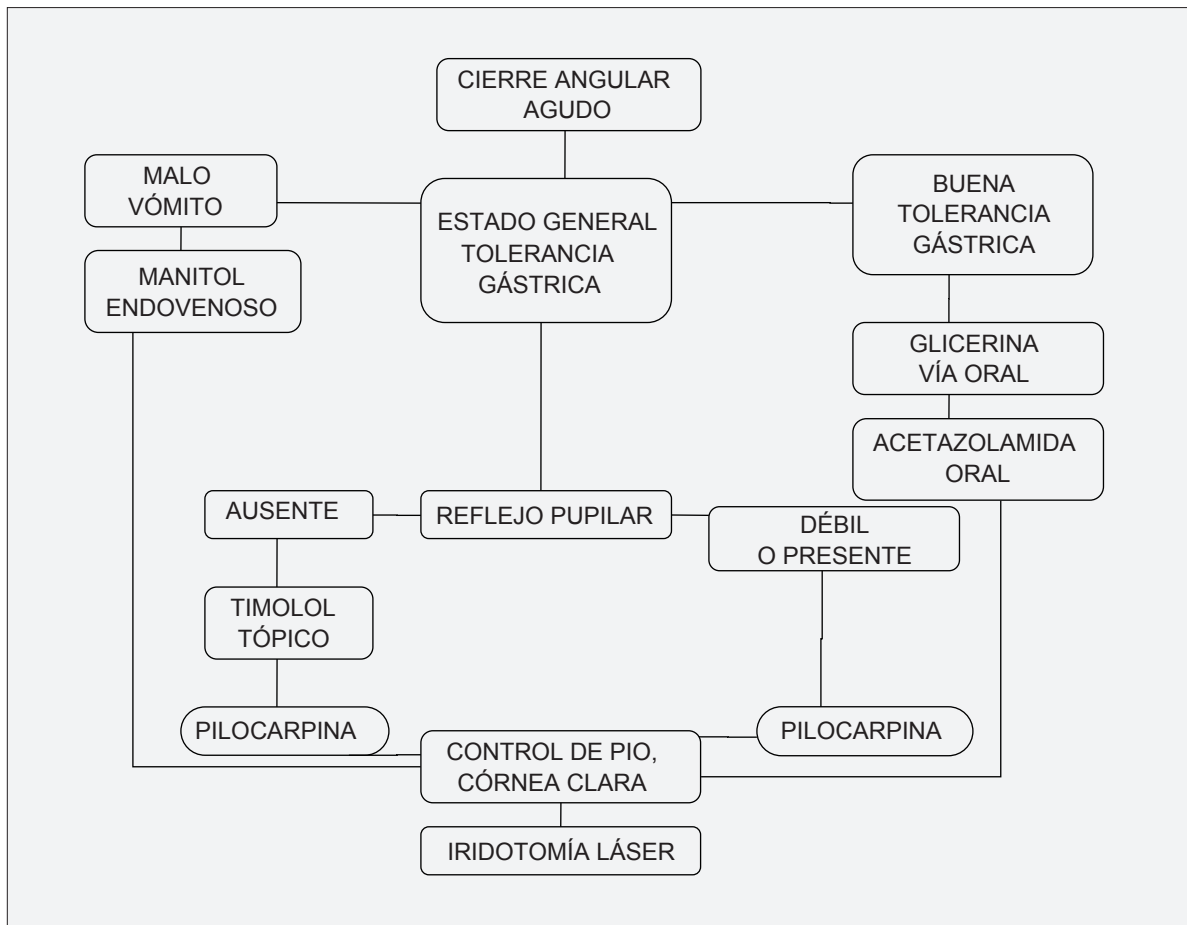 CIERRE ANGULAR
AGUDO
MALO
VÓMITO
ESTADO GENERAL
TOLERANCIA
GÁSTRICA
BUENA
TOLERANCIA
GÁSTRICA
MANITOL
ENDOVENOSO
GLICERINA
VÍA ORAL
ACETAZOLAMIDA
ORAL
AUSENTE
REFLEJO PUPILAR
DÉBIL
O PRESENTE
TIMOLOL
TÓPICO
PILOCARPINA
PILOCARPINA
CONTROL DE PIO,
CÓRNEA CLARA
IRIDOTOMÍA LÁSER